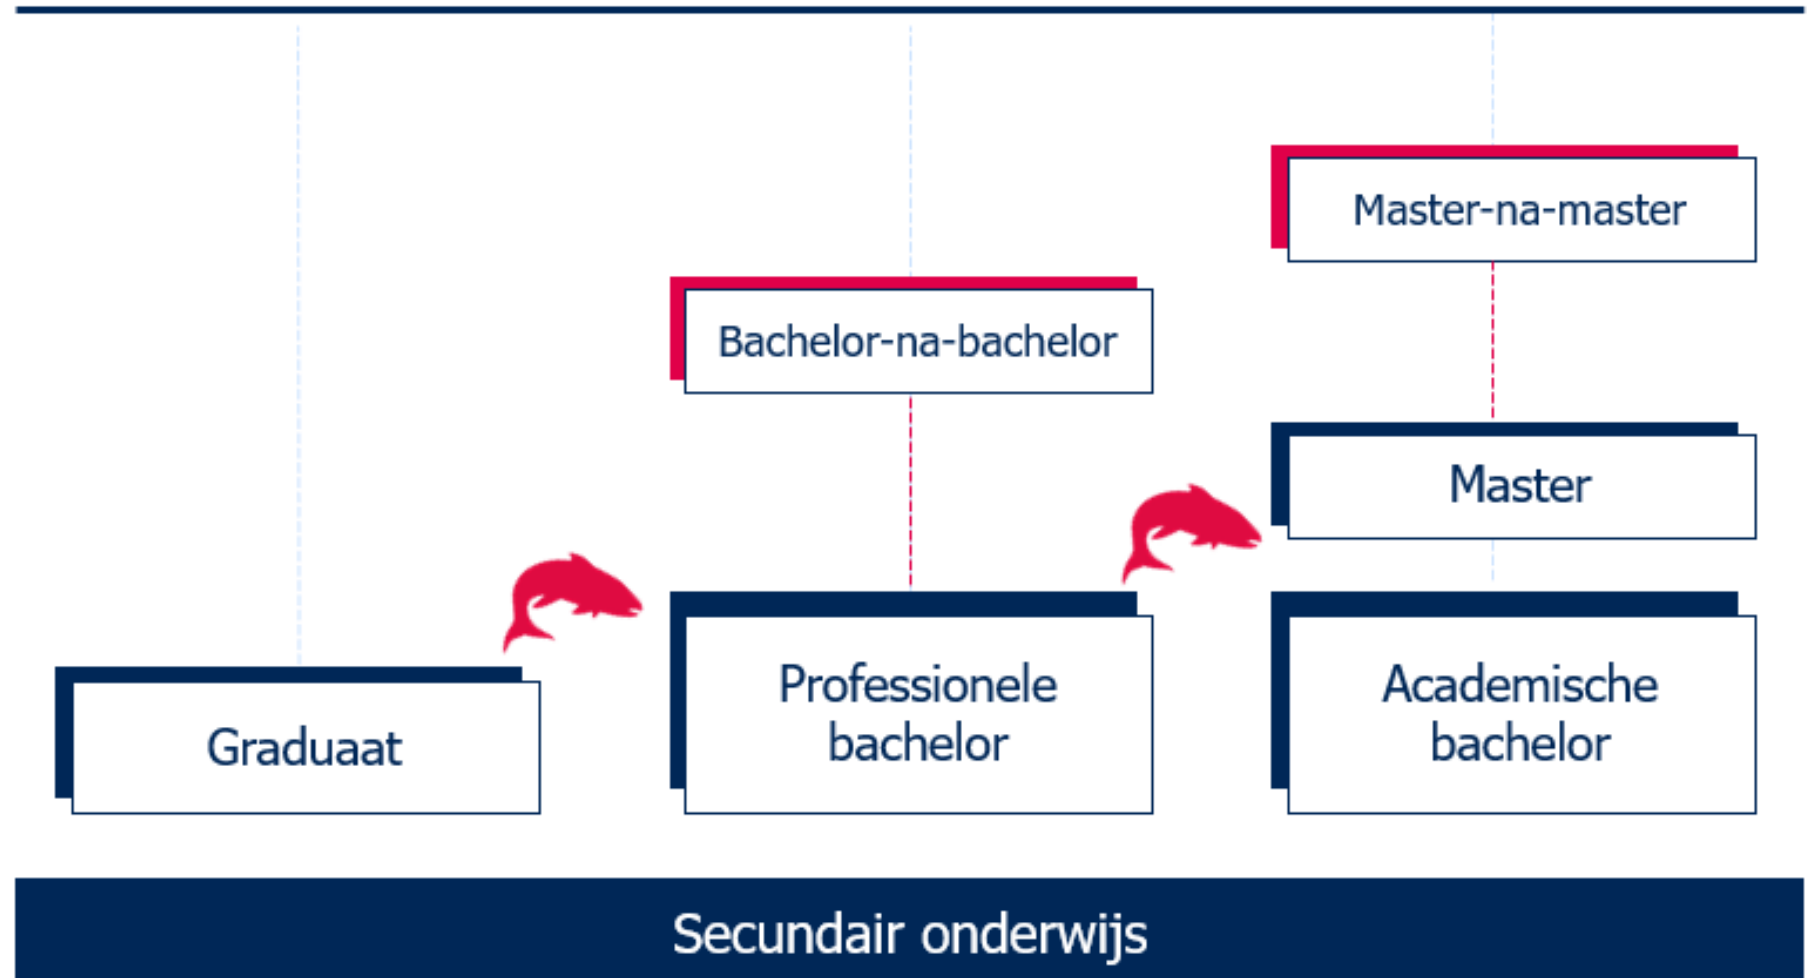 Master-na-master
Bachelor-na-bachelor
Master
Graduaat
Professionele
bachelor
Academische
bachelor
Secundair onderwijs